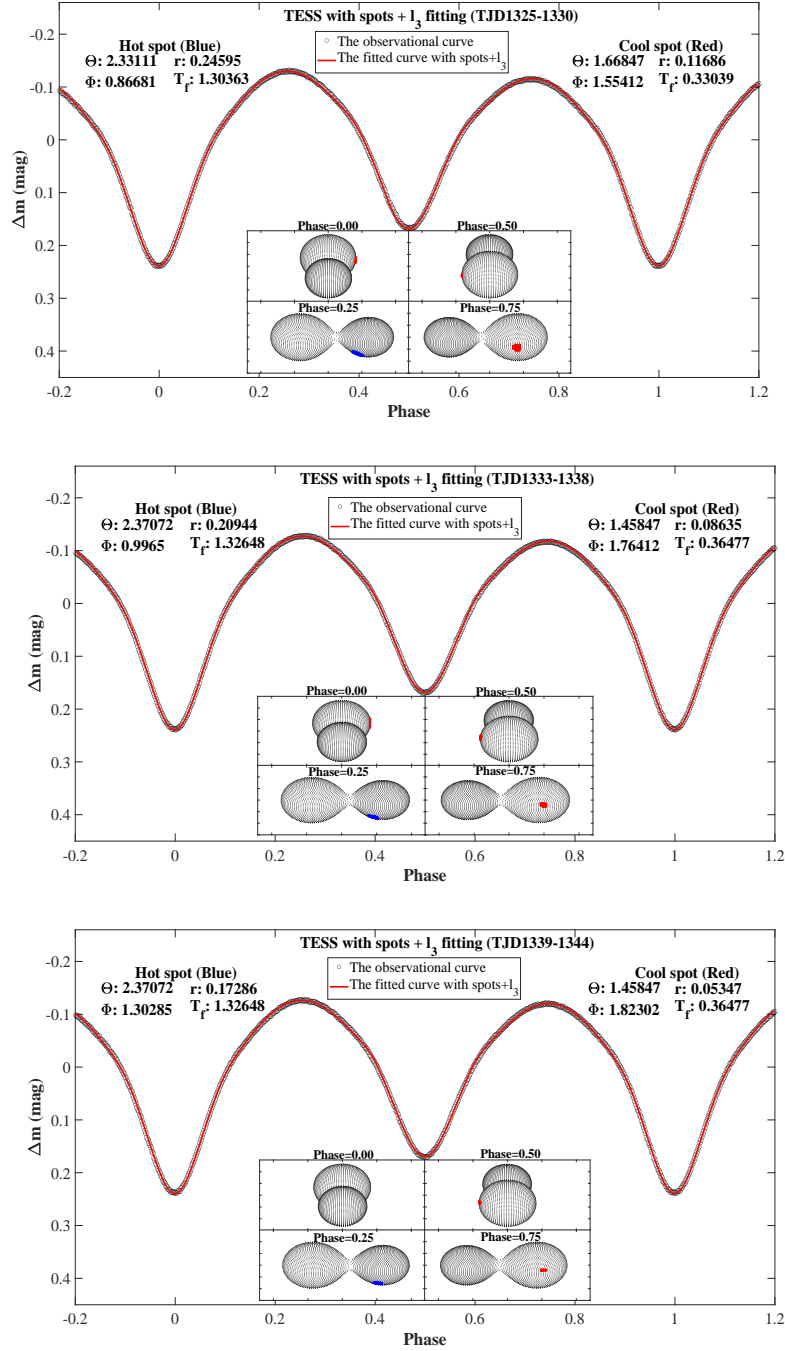 TESS with spots + l₃ fitting (TJD1325-1330)
Hot spot (Blue)
Θ: 2.33111 r: 0.24595
Φ: 0.86681 T_f: 1.30363
The observational curve
The fitted curve with spots+l₃
Cool spot (Red)
Θ: 1.66847 r: 0.11686
Φ: 1.55412 T_f: 0.33039
-0.2
-0.1
0
0.1
0.2
0.3
0.4
Δm (mag)
Phase=0.00
Phase=0.50
Phase=0.25
Phase=0.75
-0.2 0 0.2 0.4 0.6 0.8 1 1.2
Phase
TESS with spots + l₃ fitting (TJD1333-1338)
Hot spot (Blue)
Θ: 2.37072 r: 0.20944
Φ: 0.9965 T_f: 1.32648
The observational curve
The fitted curve with spots+l₃
Cool spot (Red)
Θ: 1.45847 r: 0.08635
Φ: 1.76412 T_f: 0.36477
-0.2
-0.1
0
0.1
0.2
0.3
0.4
Δm (mag)
Phase=0.00
Phase=0.50
Phase=0.25
Phase=0.75
-0.2 0 0.2 0.4 0.6 0.8 1 1.2
Phase
TESS with spots + l₃ fitting (TJD1339-1344)
Hot spot (Blue)
Θ: 2.37072 r: 0.17286
Φ: 1.30285 T_f: 1.32648
The observational curve
The fitted curve with spots+l₃
Cool spot (Red)
Θ: 1.45847 r: 0.05347
Φ: 1.82302 T_f: 0.36477
-0.2
-0.1
0
0.1
0.2
0.3
0.4
Δm (mag)
Phase=0.00
Phase=0.50
Phase=0.25
Phase=0.75
-0.2 0 0.2 0.4 0.6 0.8 1 1.2
Phase